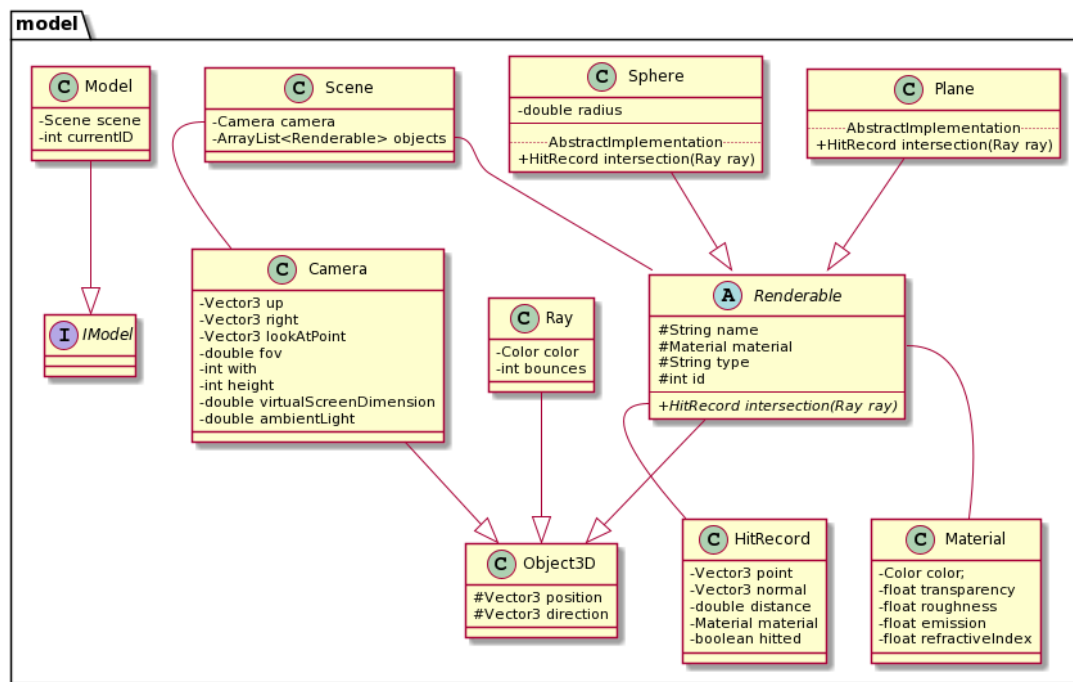 model
C Model
-Scene scene
-int currentID
C Scene
-Camera camera
-ArrayList<Renderable> objects
C Sphere
-double radius
AbstractImplementation
+HitRecord intersection(Ray ray)
C Plane
AbstractImplementation
+HitRecord intersection(Ray ray)
I IModel
C Camera
-Vector3 up
-Vector3 right
-Vector3 lookAtPoint
-double fov
-int with
-int height
-double virtualScreenDimension
-double ambientLight
C Ray
-Color color
-int bounces
A Renderable
#String name
#Material material
#String type
#int id
+HitRecord intersection(Ray ray)
C Object3D
#Vector3 position
#Vector3 direction
C HitRecord
-Vector3 point
-Vector3 normal
-double distance
-Material material
-boolean hitted
C Material
-Color color;
-float transparency
-float roughness
-float emission
-float refractiveIndex